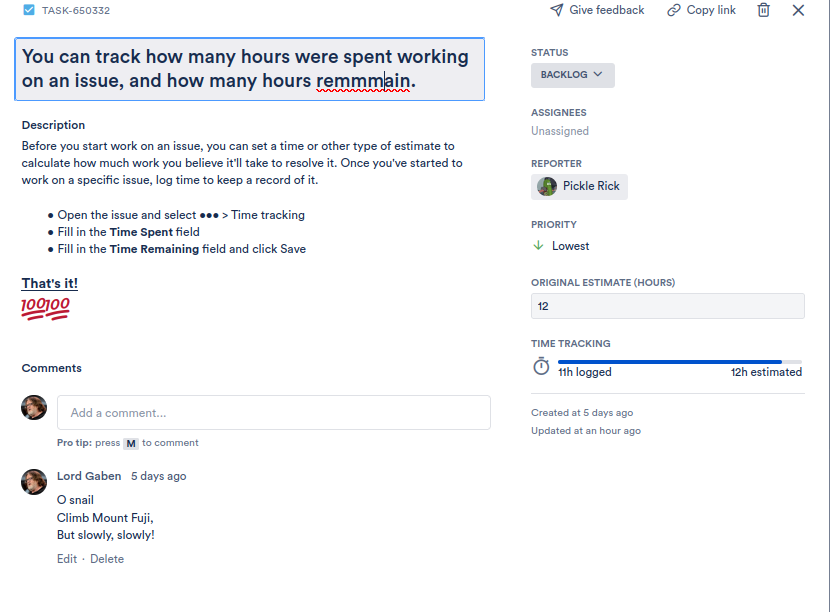 TASK-650332
Give feedback
Copy link
You can track how many hours were spent working
on an issue, and how many hours remmmain.
Description
Before you start work on an issue, you can set a time or other type of estimate to
calculate how much work you believe it'll take to resolve it. Once you've started to
work on a specific issue, log time to keep a record of it.
• Open the issue and select ••• > Time tracking
• Fill in the Time Spent field
• Fill in the Time Remaining field and click Save
That's it!
💯💯
Comments
Add a comment...
Pro tip: press M to comment
Lord Gaben 5 days ago
O snail
Climb Mount Fuji,
But slowly, slowly!
Edit · Delete
STATUS
BACKLOG
ASSIGNEES
Unassigned
REPORTER
Pickle Rick
PRIORITY
Lowest
ORIGINAL ESTIMATE (HOURS)
12
TIME TRACKING
11h logged
12h estimated
Created at 5 days ago
Updated at an hour ago